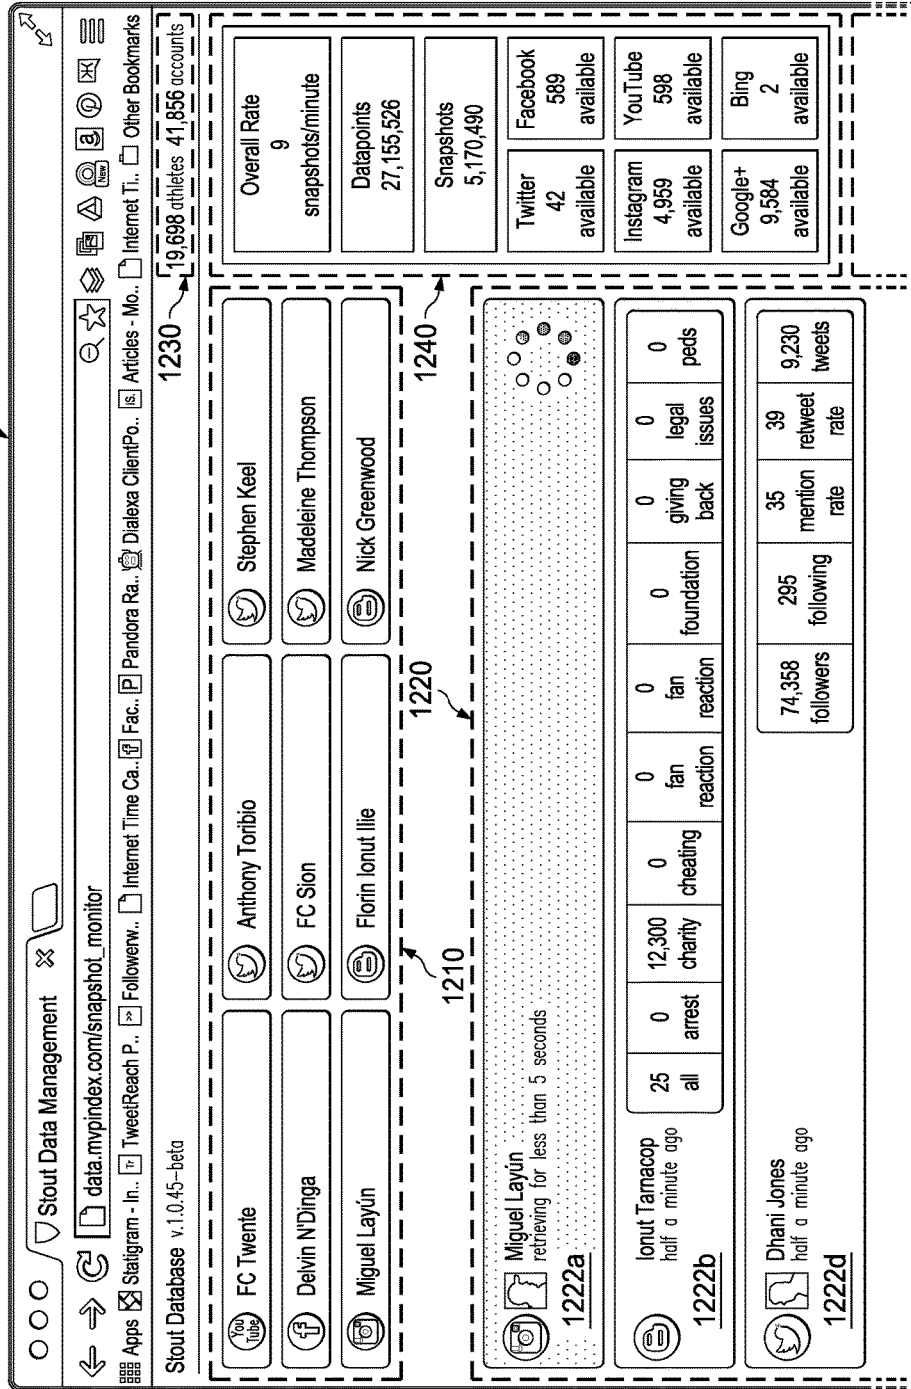 Stout Data Management
data.mvpindex.com/snapshot_monitor
New
Apps Statigram - In.. Tr TweetReach P.. » Followerw.. Internet Time Ca.. f Fac.. P Pandora Ra.. Dialexa ClientPo.. is. Articles - Mo.. Internet Ti.. Other Bookmarks
Stout Database v.1.0.45-beta
19,698 athletes 41,856 accounts
1230
You Tube FC Twente
Anthony Toribio
Stephen Keel
Delvin N'Dinga
FC Sion
Madeleine Thompson
Miguel Layún
Florin Ionut Ilie
Nick Greenwood
1210
1220
1240
Overall Rate
9
snapshots/minute
Datapoints
27,155,526
Snapshots
5,170,490
Twitter
42
available
Facebook
589
available
Instagram
4,959
available
YouTube
598
available
Google+
9,584
available
Bing
2
available
Miguel Layún
retrieving for less than 5 seconds
1222a
Ionut Tarnacop
half a minute ago
1222b
25
all
0
arrest
12,300
charity
0
cheating
0
fan
reaction
0
fan
reaction
0
foundation
0
giving
back
0
legal
issues
0
peds
Dhani Jones
half a minute ago
1222d
74,358
followers
295
following
35
mention
rate
39
retweet
rate
9,230
tweets